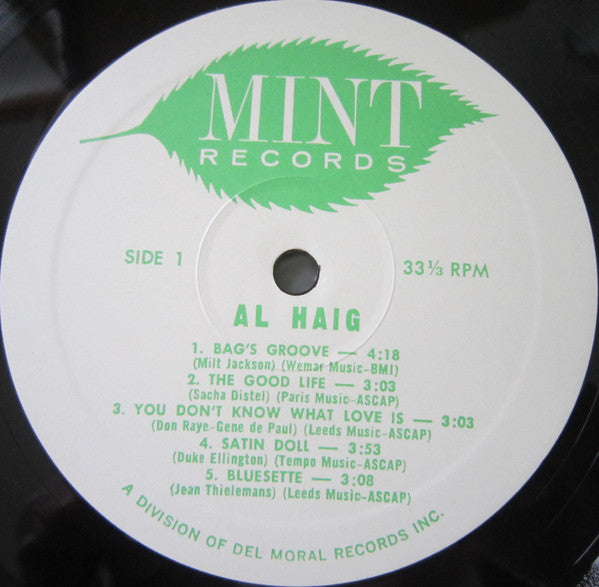 MINT
RECORDS
SIDE 1
33⅓ RPM
AL HAIG
1. BAG'S GROOVE — 4:18
(Milt Jackson) (Wemar Music-BMI)
2. THE GOOD LIFE — 3:03
(Sacha Distel) (Paris Music-ASCAP)
3. YOU DON'T KNOW WHAT LOVE IS — 3:03
(Don Raye-Gene de Paul) (Leeds Music-ASCAP)
4. SATIN DOLL — 3:53
(Duke Ellington) (Tempo Music-ASCAP)
5. BLUESETTE — 3:08
(Jean Thielemans) (Leeds Music-ASCAP)
A DIVISION OF DEL MORAL RECORDS INC.